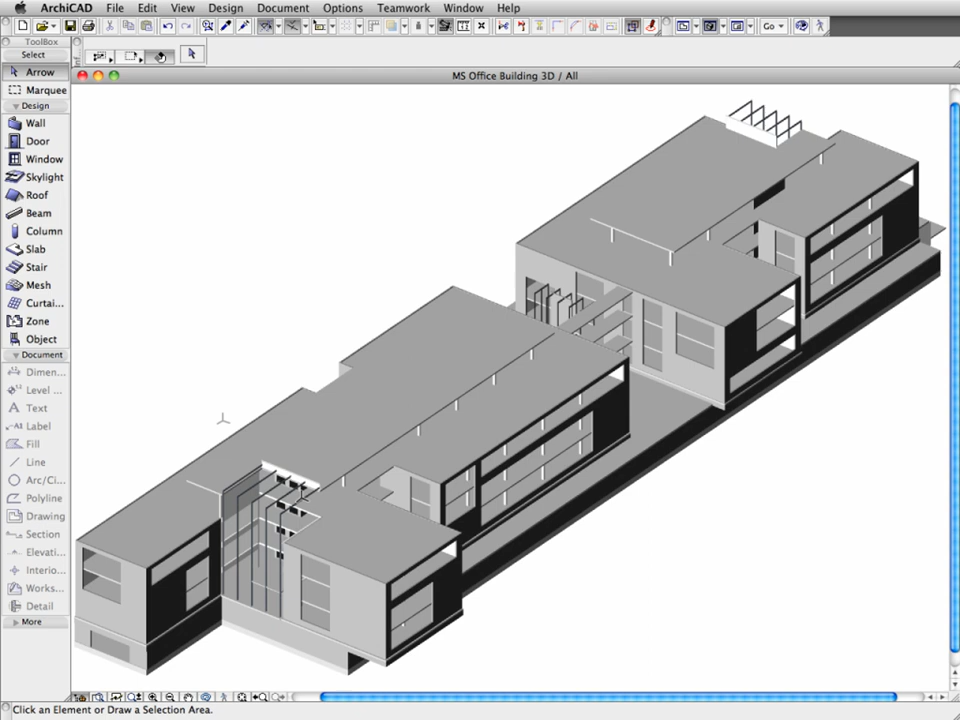 ArchiCAD File Edit View Design Document Options Teamwork Window Help
Go
ToolBox
Select
MS Office Building 3D / All
Arrow
Marquee
Design
Wall
Door
Window
Skylight
Roof
Beam
Column
Slab
Stair
Mesh
Curtai...
Zone
Object
Document
Dimen...
Level ...
Text
A1 Label
Fill
Line
Arc/Ci...
Polyline
Drawing
Section
Elevati...
Interio...
Works...
Detail
More
Click an Element or Draw a Selection Area.